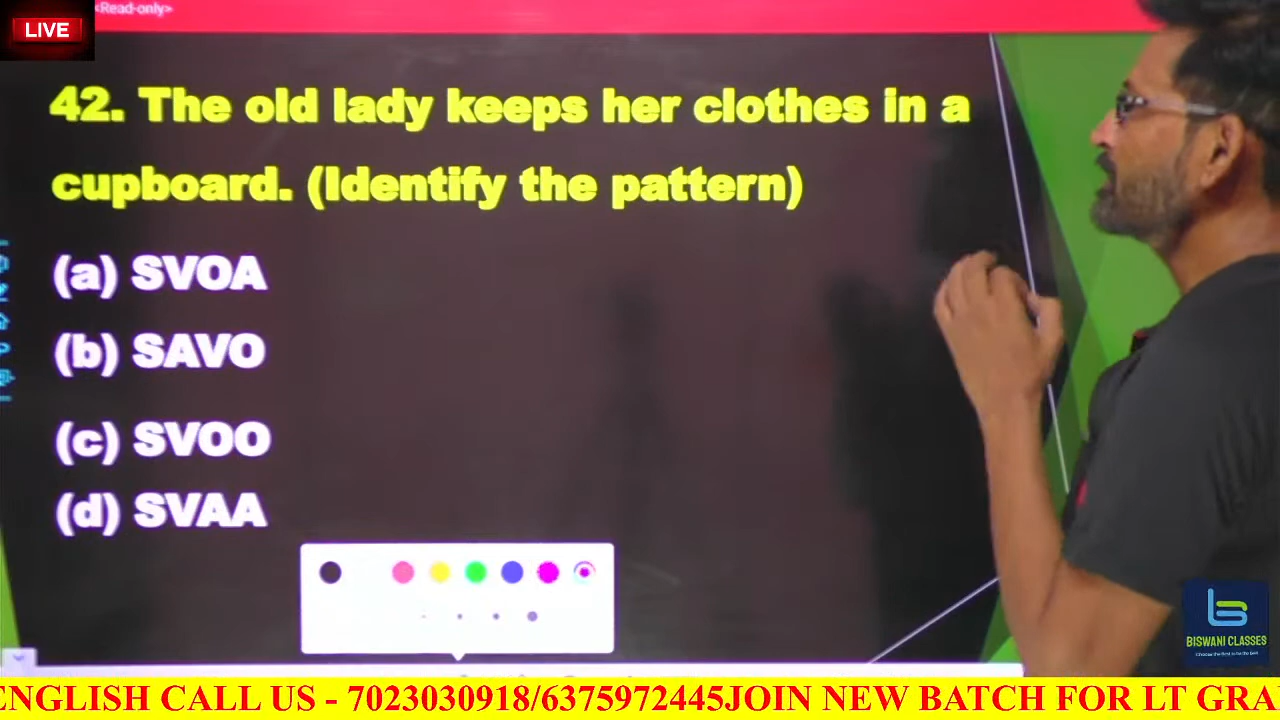 LIVE
<Read-only>
42. The old lady keeps her clothes in a
cupboard. (Identify the pattern)
(a) SVOA
(b) SAVO
(c) SVOO
(d) SVAA
BISWANI CLASSES
ENGLISH CALL US - 7023030918/6375972445JOIN NEW BATCH FOR LT GRA